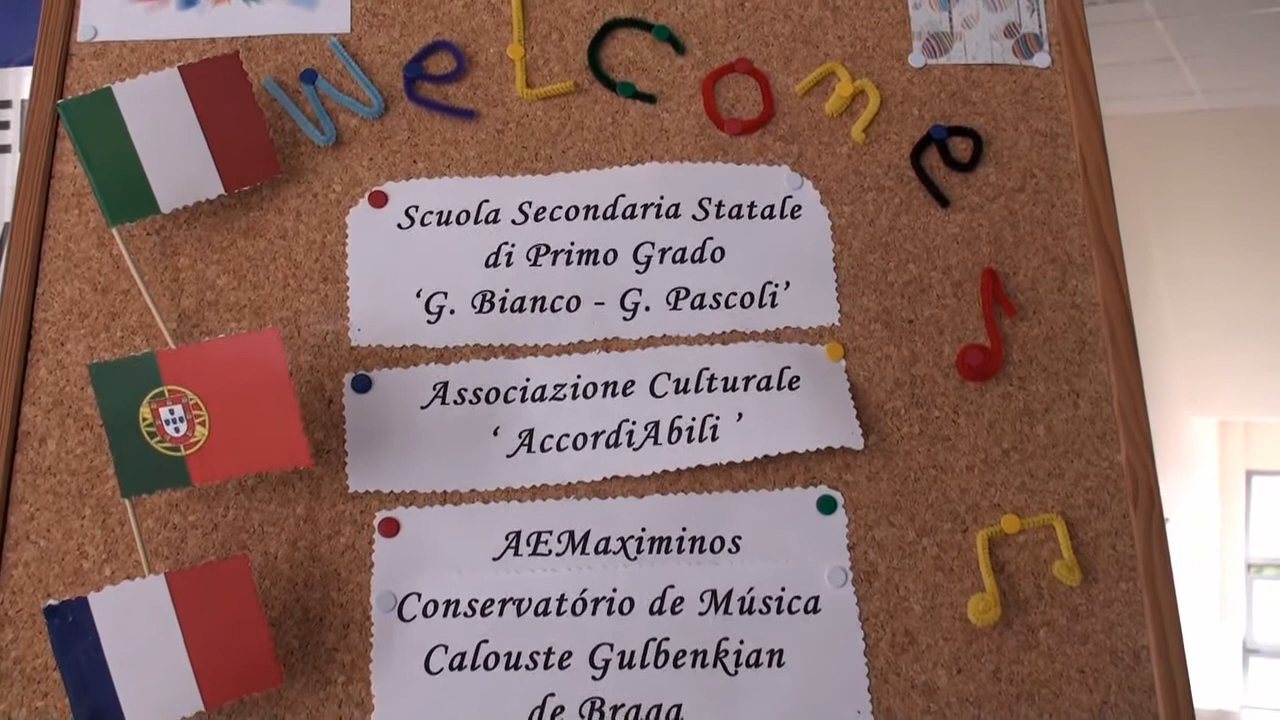 Welcome
Scuola Secondaria Statale
di Primo Grado
‘G. Bianco - G. Pascoli’
Associazione Culturale
‘ AccordiAbili ’
AEMaximinos
Conservatório de Música
Calouste Gulbenkian
de Braga